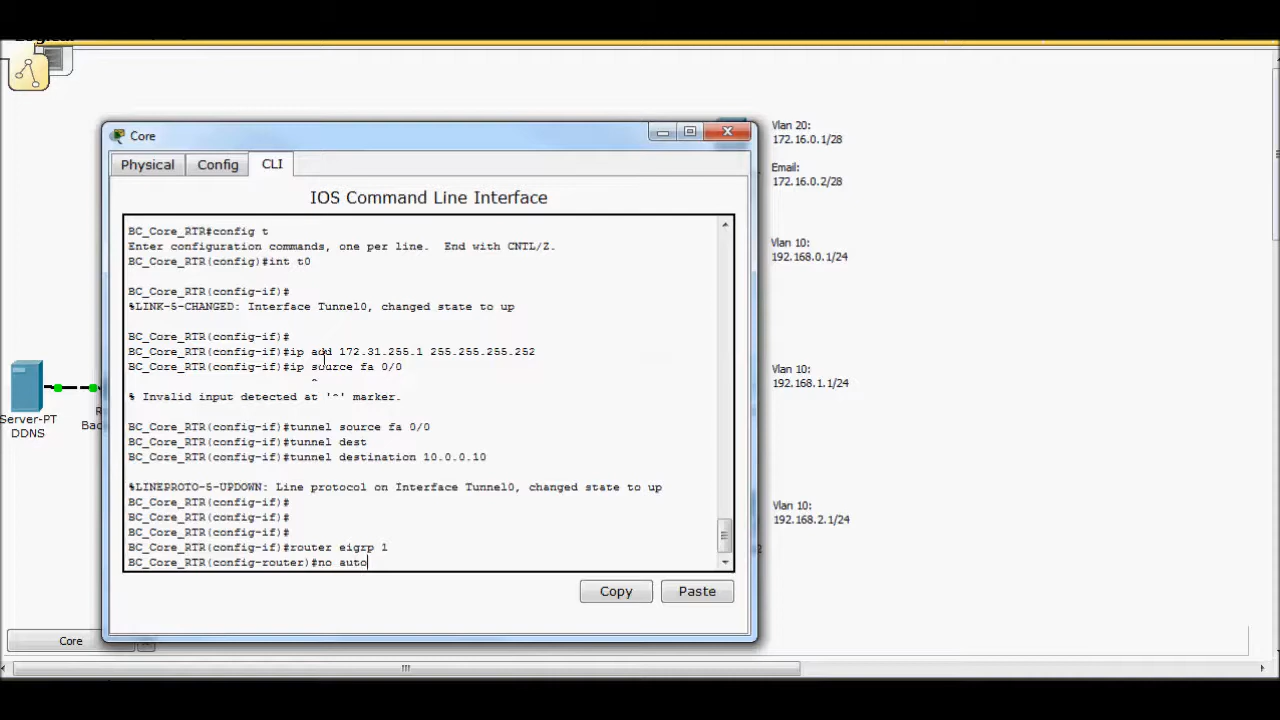 Core
Physical
Config
CLI
IOS Command Line Interface
BC_Core_RTR#config t
Enter configuration commands, one per line.  End with CNTL/Z.
BC_Core_RTR(config)#int t0
BC_Core_RTR(config-if)#
%LINK-5-CHANGED: Interface Tunnel0, changed state to up
BC_Core_RTR(config-if)#
BC_Core_RTR(config-if)#ip add 172.31.255.1 255.255.255.252
BC_Core_RTR(config-if)#ip source fa 0/0
^
% Invalid input detected at '^' marker.
BC_Core_RTR(config-if)#tunnel source fa 0/0
BC_Core_RTR(config-if)#tunnel dest
BC_Core_RTR(config-if)#tunnel destination 10.0.0.10
%LINEPROTO-5-UPDOWN: Line protocol on Interface Tunnel0, changed state to up
BC_Core_RTR(config-if)#
BC_Core_RTR(config-if)#
BC_Core_RTR(config-if)#
BC_Core_RTR(config-if)#router eigrp 1
BC_Core_RTR(config-router)#no auto
Copy
Paste
Vlan 20:
172.16.0.1/28
Email:
172.16.0.2/28
Vlan 10:
192.168.0.1/24
Vlan 10:
192.168.1.1/24
Vlan 10:
192.168.2.1/24
Server-PT
DDNS
Core